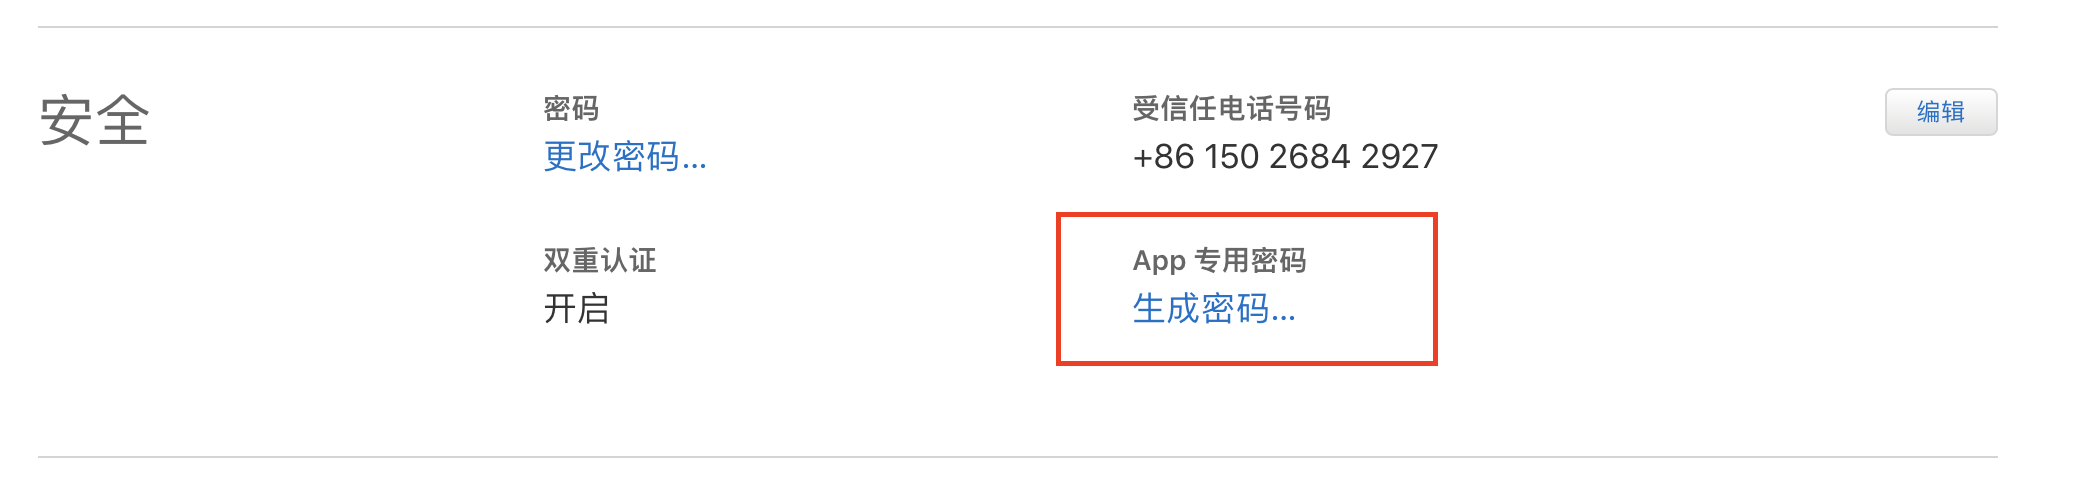 安全
密码
更改密码...
受信任电话号码
+86 150 2684 2927
编辑
双重认证
开启
App 专用密码
生成密码...